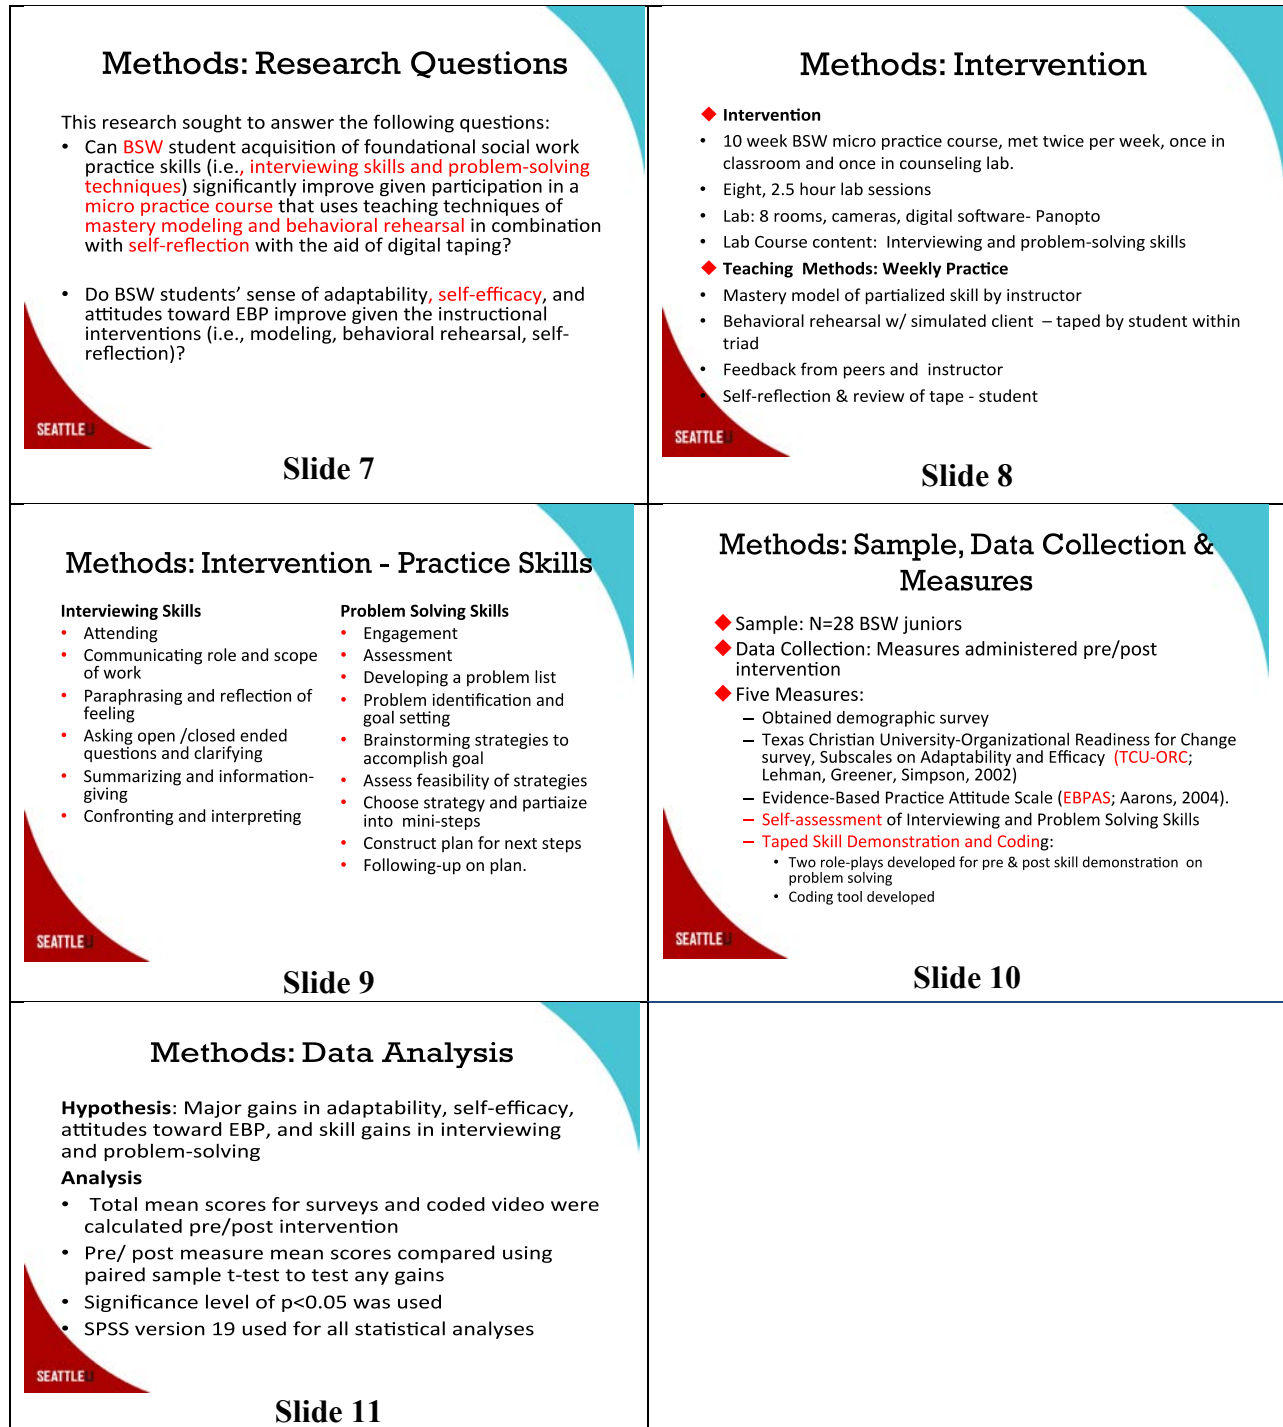 Methods: Research Questions
This research sought to answer the following questions:
• Can BSW student acquisition of foundational social work
practice skills (i.e., interviewing skills and problem-solving
techniques) significantly improve given participation in a
micro practice course that uses teaching techniques of
mastery modeling and behavioral rehearsal in combination
with self-reflection with the aid of digital taping?
• Do BSW students’ sense of adaptability, self-efficacy, and
attitudes toward EBP improve given the instructional
interventions (i.e., modeling, behavioral rehearsal, self-
reflection)?
SEATTLEU
Slide 7
Methods: Intervention
◆ Intervention
• 10 week BSW micro practice course, met twice per week, once in
classroom and once in counseling lab.
• Eight, 2.5 hour lab sessions
• Lab: 8 rooms, cameras, digital software- Panopto
• Lab Course content: Interviewing and problem-solving skills
◆ Teaching Methods: Weekly Practice
• Mastery model of partialized skill by instructor
• Behavioral rehearsal w/ simulated client – taped by student within
triad
• Feedback from peers and instructor
• Self-reflection & review of tape - student
SEATTLEU
Slide 8
Methods: Intervention - Practice Skills
Interviewing Skills
• Attending
• Communicating role and scope
of work
• Paraphrasing and reflection of
feeling
• Asking open /closed ended
questions and clarifying
• Summarizing and information-
giving
• Confronting and interpreting
Problem Solving Skills
• Engagement
• Assessment
• Developing a problem list
• Problem identification and
goal setting
• Brainstorming strategies to
accomplish goal
• Assess feasibility of strategies
• Choose strategy and partiaize
into mini-steps
• Construct plan for next steps
• Following-up on plan.
SEATTLEU
Slide 9
Methods: Sample, Data Collection &
Measures
◆ Sample: N=28 BSW juniors
◆ Data Collection: Measures administered pre/post
intervention
◆ Five Measures:
– Obtained demographic survey
– Texas Christian University-Organizational Readiness for Change
survey, Subscales on Adaptability and Efficacy (TCU-ORC;
Lehman, Greener, Simpson, 2002)
– Evidence-Based Practice Attitude Scale (EBPAS; Aarons, 2004).
– Self-assessment of Interviewing and Problem Solving Skills
– Taped Skill Demonstration and Coding:
• Two role-plays developed for pre & post skill demonstration on
problem solving
• Coding tool developed
SEATTLEU
Slide 10
Methods: Data Analysis
Hypothesis: Major gains in adaptability, self-efficacy,
attitudes toward EBP, and skill gains in interviewing
and problem-solving
Analysis
• Total mean scores for surveys and coded video were
calculated pre/post intervention
• Pre/ post measure mean scores compared using
paired sample t-test to test any gains
• Significance level of p<0.05 was used
• SPSS version 19 used for all statistical analyses
SEATTLEU
Slide 11